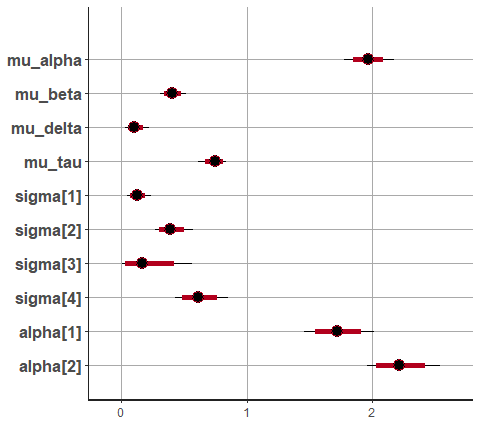 mu_alpha
mu_beta
mu_delta
mu_tau
sigma[1]
sigma[2]
sigma[3]
sigma[4]
alpha[1]
alpha[2]
0 1 2